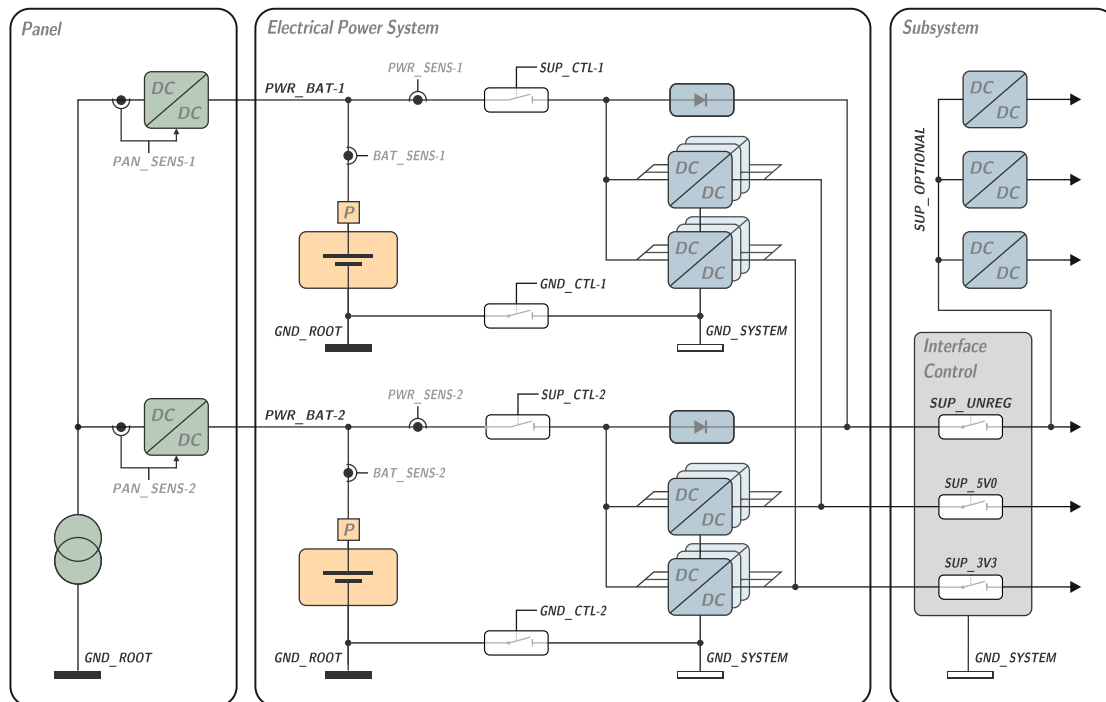 Panel
DC
DC
PAN_SENS-1
DC
DC
PAN_SENS-2
GND_ROOT
Electrical Power System
PWR_BAT-1
PWR_SENS-1
SUP_CTL-1
BAT_SENS-1
P
DC
DC
DC
DC
GND_CTL-1
GND_ROOT
GND_SYSTEM
PWR_BAT-2
PWR_SENS-2
SUP_CTL-2
BAT_SENS-2
P
DC
DC
DC
DC
GND_CTL-2
GND_ROOT
GND_SYSTEM
Subsystem
SUP_OPTIONAL
DC
DC
DC
DC
DC
DC
Interface
Control
SUP_UNREG
SUP_5V0
SUP_3V3
GND_SYSTEM